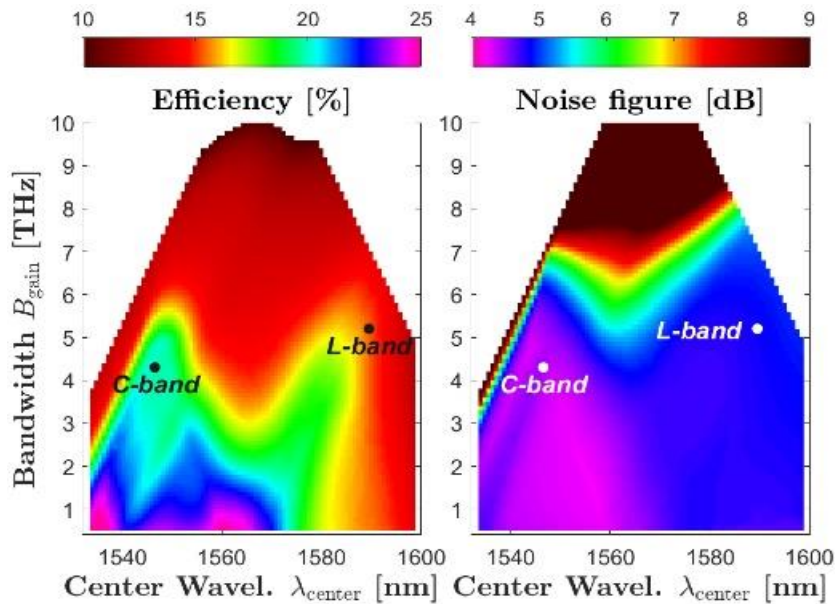 10 15 20 25
4 5 6 7 8 9
Efficiency [%]
Noise figure [dB]
Bandwidth B_gain [THz]
10
9
8
7
6
5
4
3
2
1
C-band
L-band
1540 1560 1580 1600
Center Wavel. λ_center [nm]
10
9
8
7
6
5
4
3
2
1
L-band
C-band
1540 1560 1580 1600
Center Wavel. λ_center [nm]